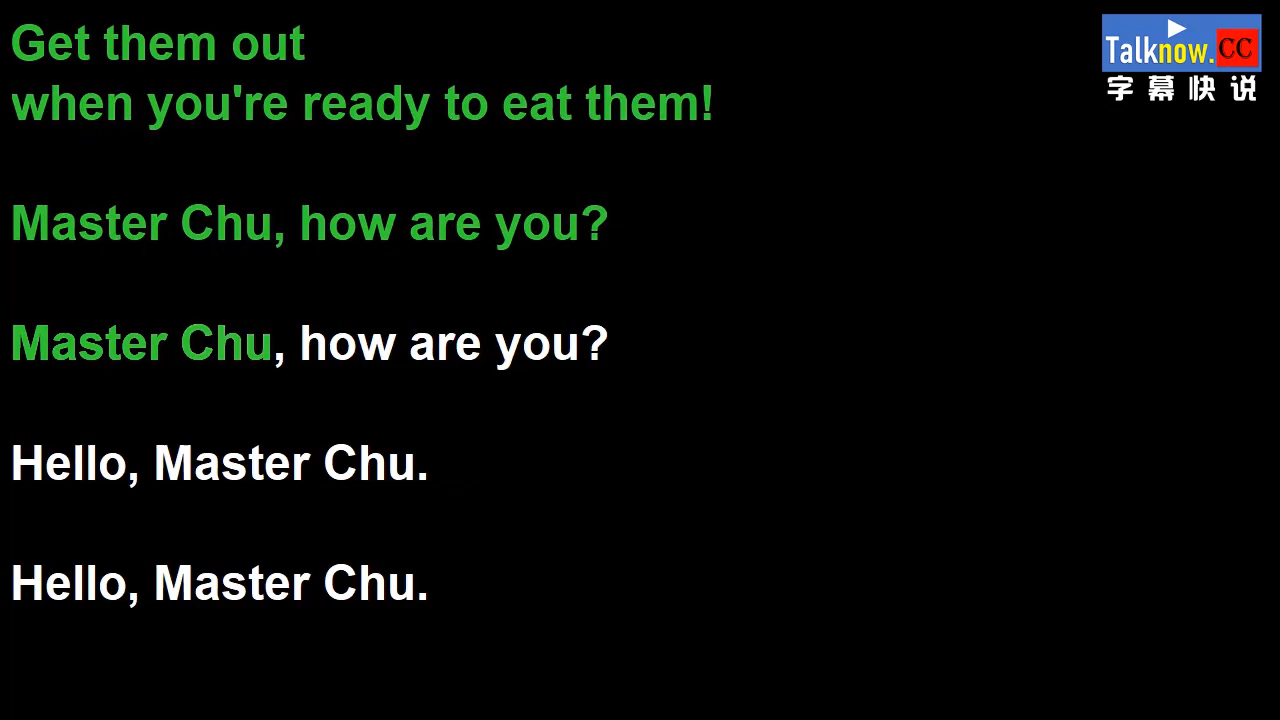 Get them out
when you're ready to eat them!
Master Chu, how are you?
Master Chu, how are you?
Hello, Master Chu.
Hello, Master Chu.
Talknow.CC
字幕快说